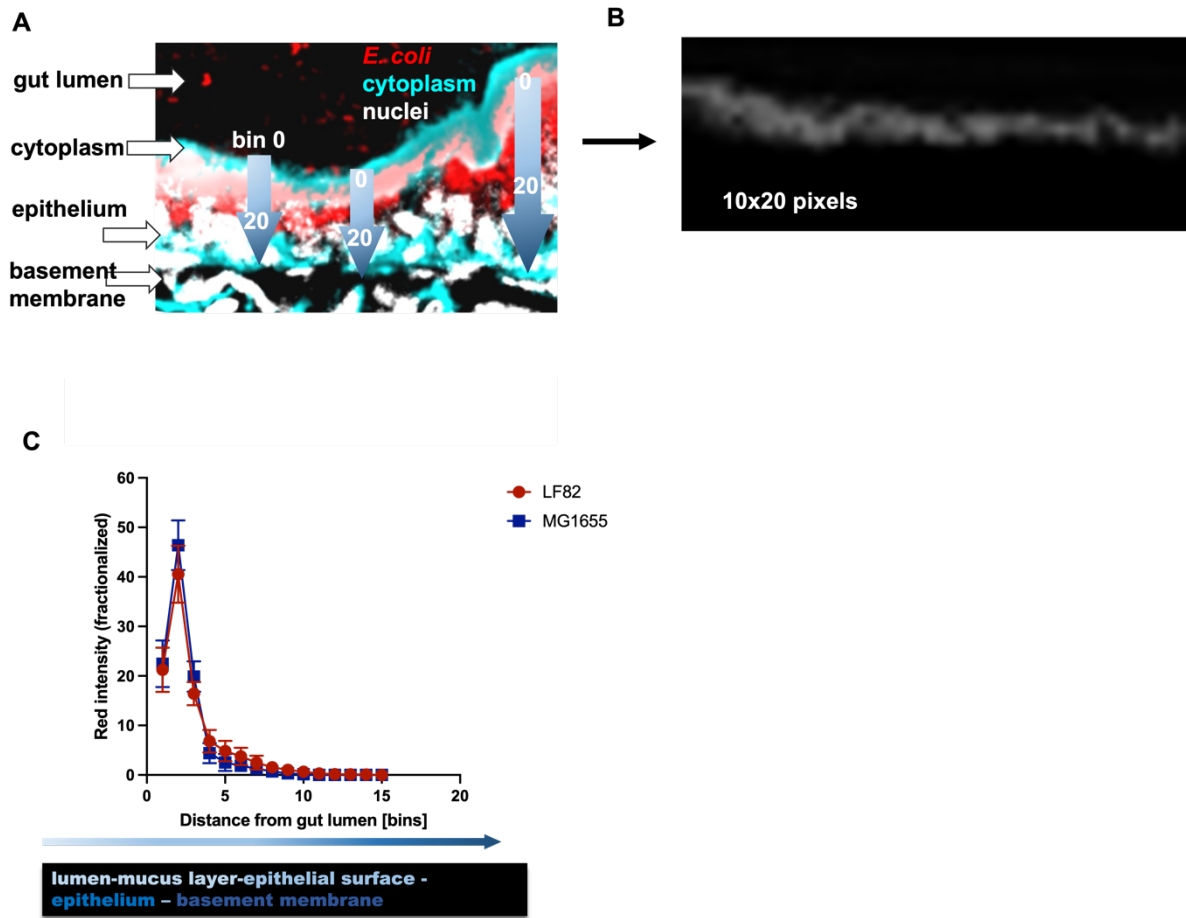 A
E. coli
cytoplasm
nuclei
gut lumen
cytoplasm
epithelium
basement
membrane
bin 0
20
0
20
0
20
B
10x20 pixels
C
60
50
40
30
20
10
0
Red intensity (fractionalized)
0
5
10
15
20
Distance from gut lumen [bins]
LF82
MG1655
lumen-mucus layer-epithelial surface -
epithelium – basement membrane